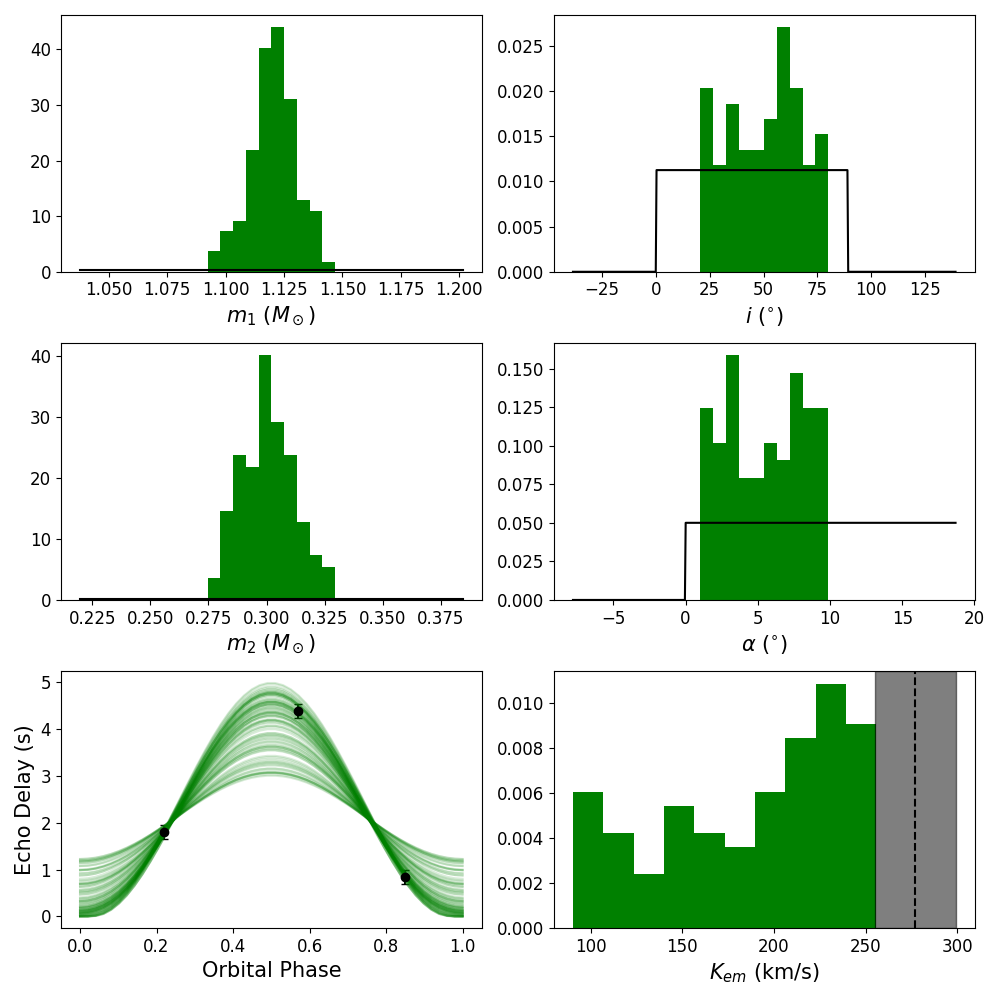 40
30
20
10
0
1.050 1.075 1.100 1.125 1.150 1.175 1.200
m₁ (M⊙)
0.025
0.020
0.015
0.010
0.005
0.000
−25 0 25 50 75 100 125
i (°)
40
30
20
10
0
0.225 0.250 0.275 0.300 0.325 0.350 0.375
m₂ (M⊙)
0.150
0.125
0.100
0.075
0.050
0.025
0.000
−5 0 5 10 15 20
α (°)
Echo Delay (s)
5
4
3
2
1
0
0.0 0.2 0.4 0.6 0.8 1.0
Orbital Phase
0.010
0.008
0.006
0.004
0.002
0.000
100 150 200 250 300
Kₑₘ (km/s)